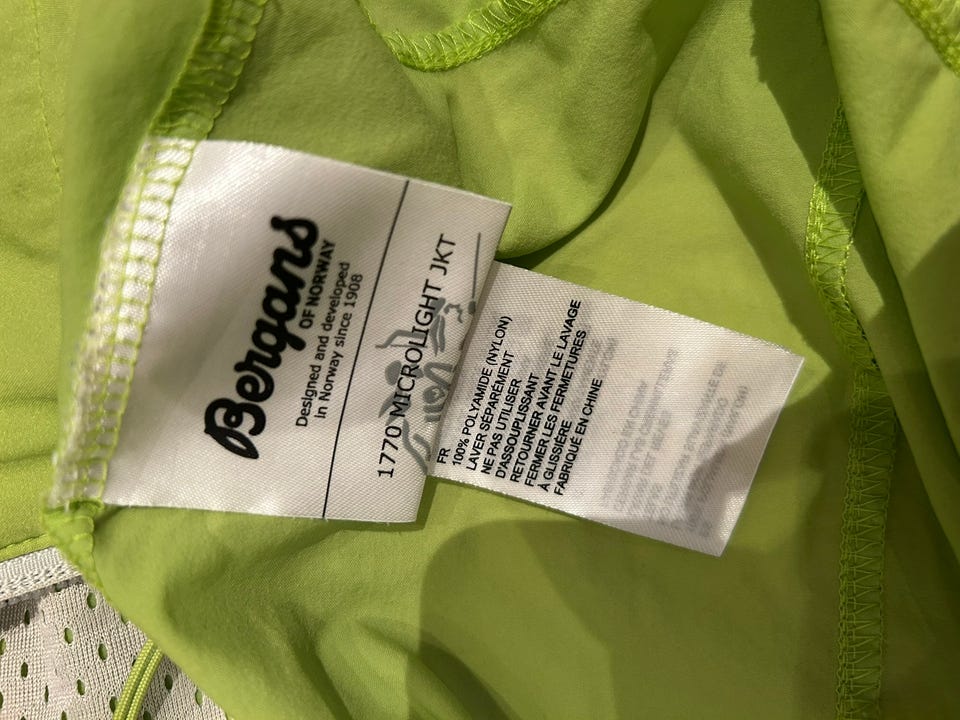 Bergans
OF NORWAY
Designed and developed
in Norway since 1908
1770 MICROLIGHT JKT
FR
100% POLYAMIDE (NYLON)
LAVER SÉPARÉMENT
NE PAS UTILISER
D'ASSOUPLISSANT
RETOURNER AVANT LE LAVAGE
FERMER LES FERMETURES
À GLISSIÈRE
FABRIQUÉ EN CHINE